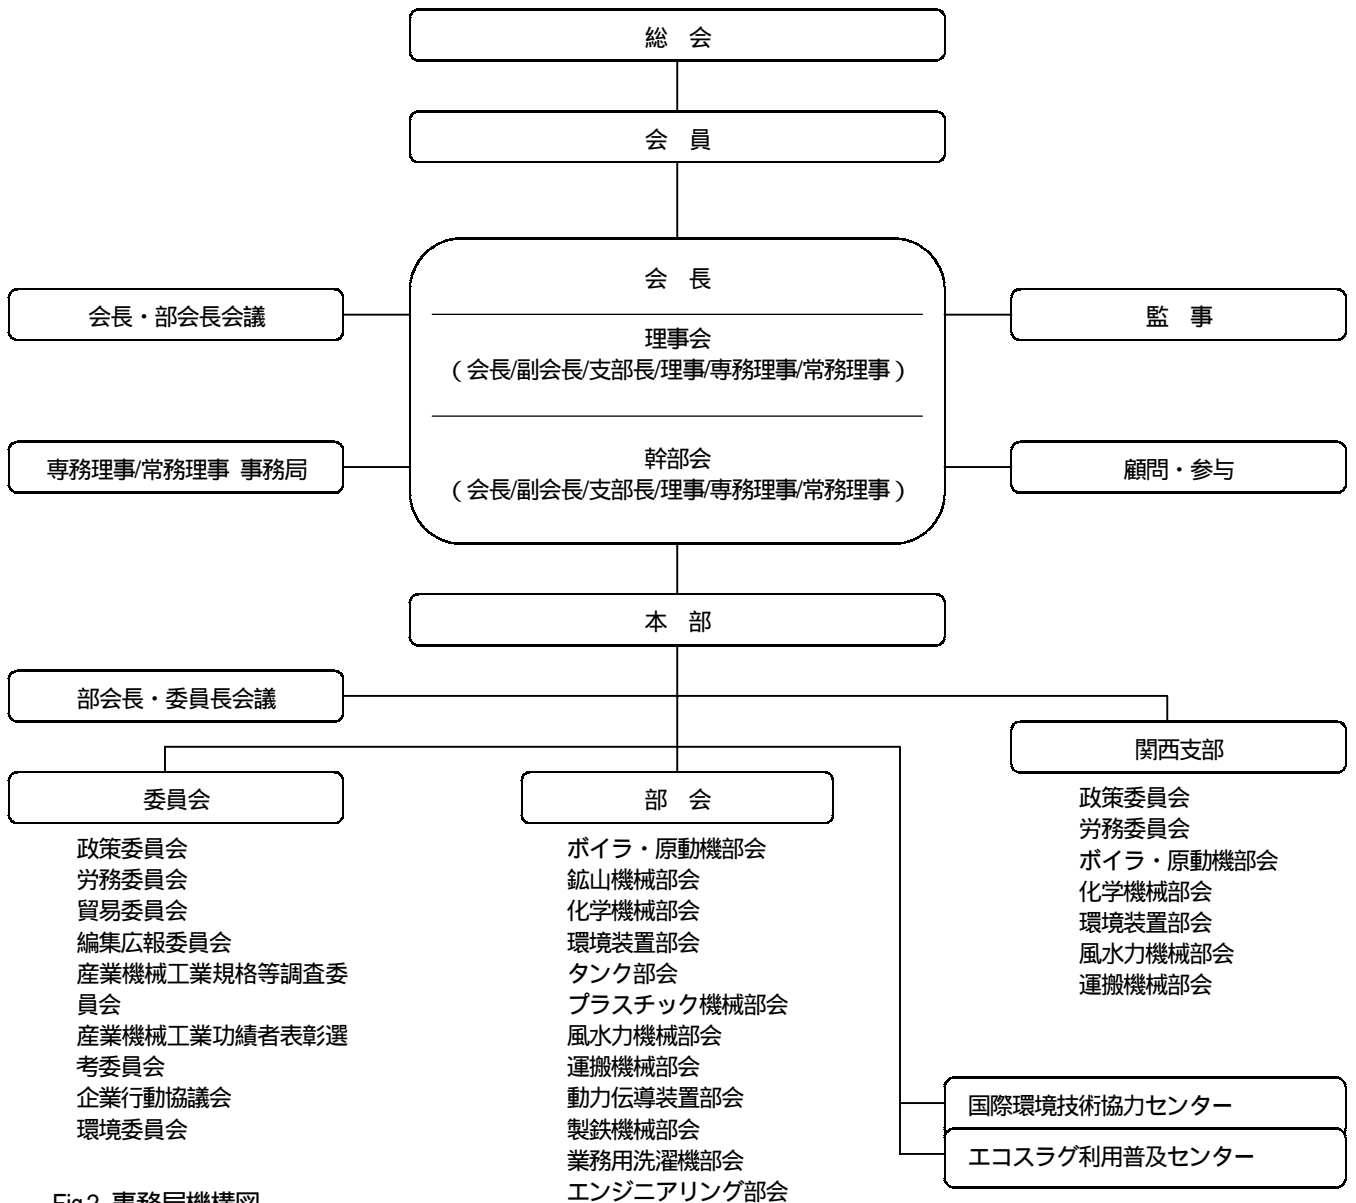 総　会
会　員
会　長
理事会
（会長/副会長/支部長/理事/専務理事/常務理事）
幹部会
（会長/副会長/支部長/理事/専務理事/常務理事）
会長・部会長会議
専務理事/常務理事 事務局
監　事
顧問・参与
本　部
部会長・委員長会議
委員会
政策委員会
労務委員会
貿易委員会
編集広報委員会
産業機械工業規格等調査委
員会
産業機械工業功績者表彰選
考委員会
企業行動協議会
環境委員会
部　会
ボイラ・原動機部会
鉱山機械部会
化学機械部会
環境装置部会
タンク部会
プラスチック機械部会
風水力機械部会
運搬機械部会
動力伝導装置部会
製鉄機械部会
業務用洗濯機部会
エンジニアリング部会
関西支部
政策委員会
労務委員会
ボイラ・原動機部会
化学機械部会
環境装置部会
風水力機械部会
運搬機械部会
国際環境技術協力センター
エコスラグ利用普及センター
Fig.2 事務局機構図